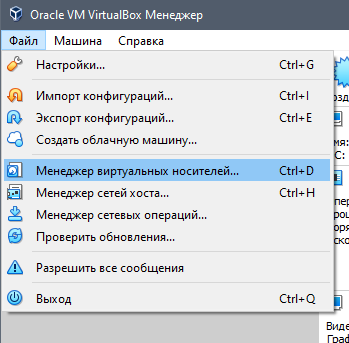 Oracle VM VirtualBox Менеджер
Файл Машина Справка
Настройки... Ctrl+G
Импорт конфигураций... Ctrl+I
Экспорт конфигураций... Ctrl+E
Создать облачную машину...
Менеджер виртуальных носителей... Ctrl+D
Менеджер сетей хоста... Ctrl+H
Менеджер сетевых операций...
Проверить обновления...
Разрешить все сообщения
Выход Ctrl+Q